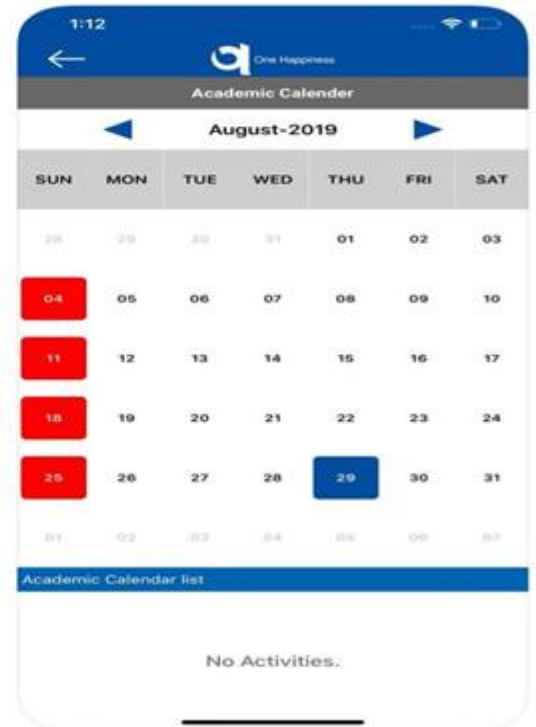 1:12
One Happiness
Academic Calender
August-2019
SUN MON TUE WED THU FRI SAT
28 29 30 31 01 02 03
04 05 06 07 08 09 10
11 12 13 14 15 16 17
18 19 20 21 22 23 24
25 26 27 28 29 30 31
01 02 03 04 05 06 07
Academic Calendar list
No Activities.